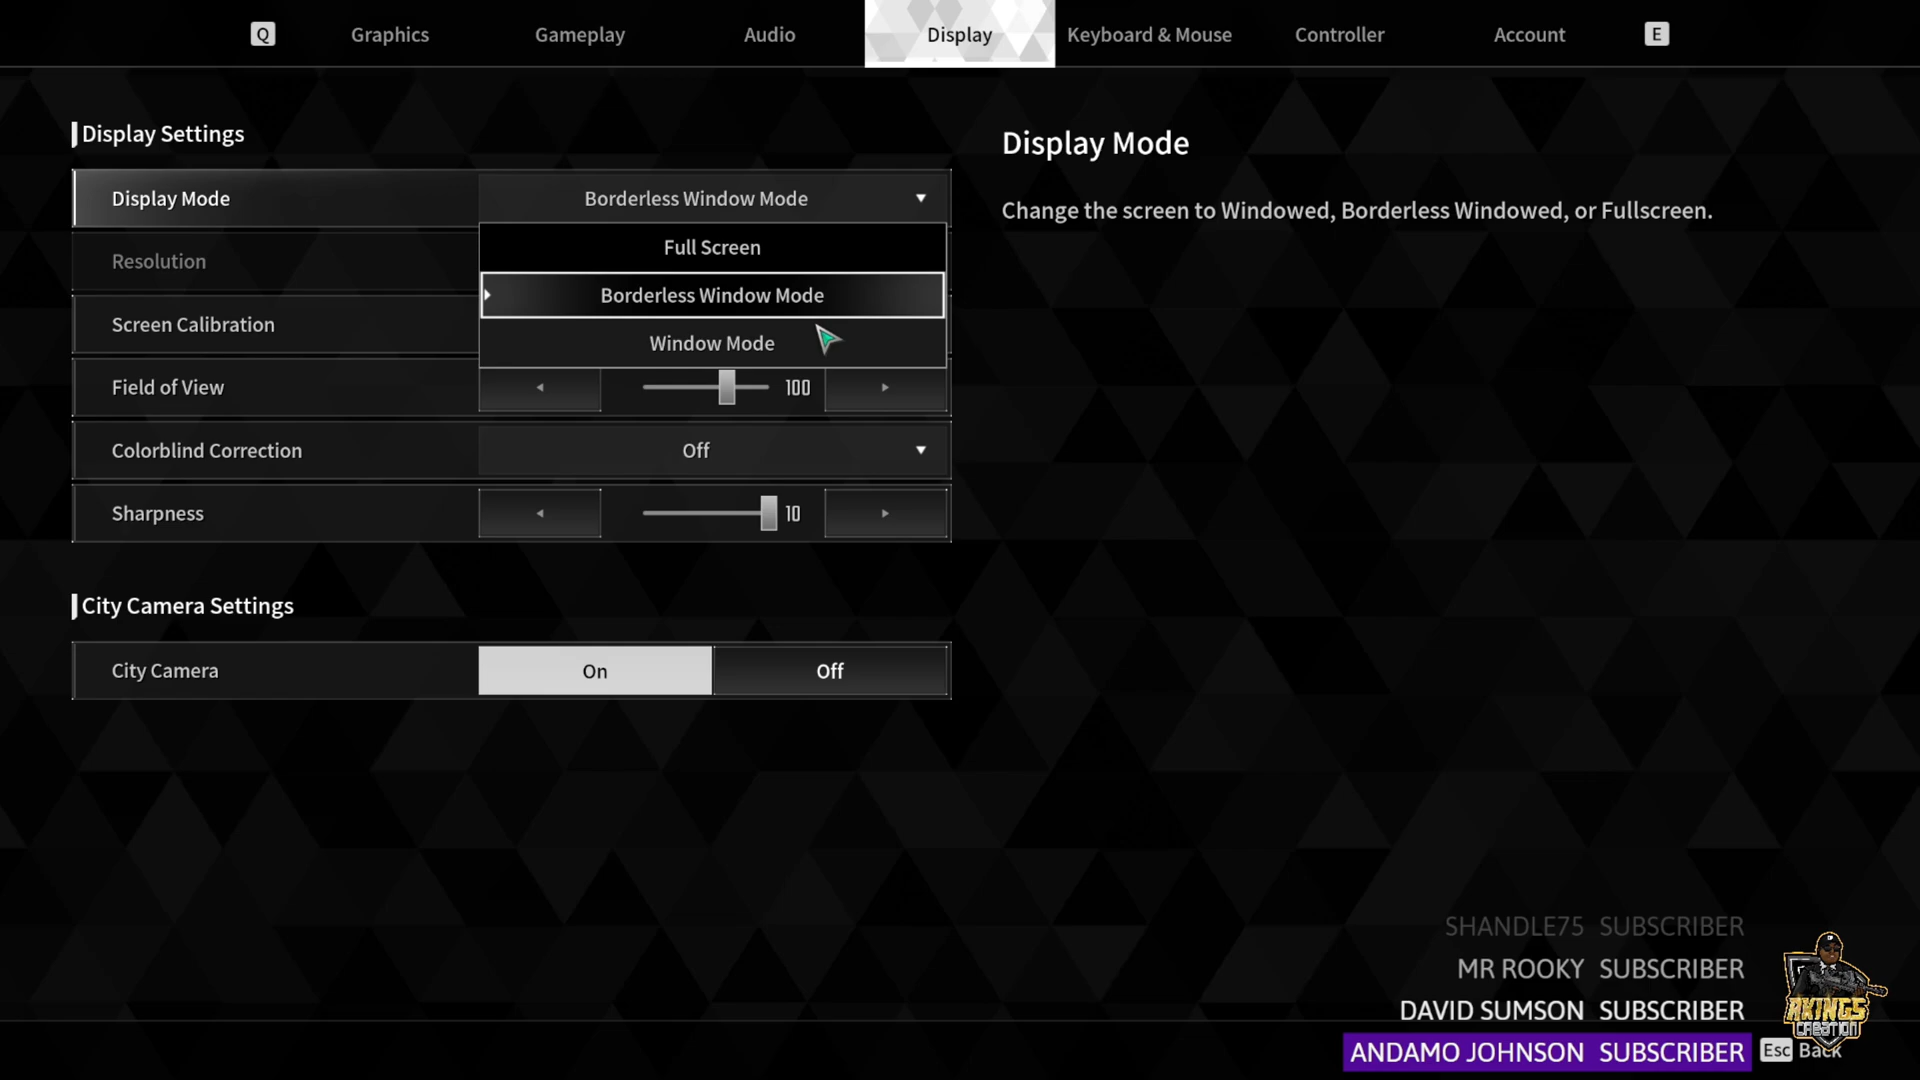 Q Graphics Gameplay Audio Display Keyboard & Mouse Controller Account E
Display Settings
Display Mode Borderless Window Mode
Full Screen
Borderless Window Mode
Window Mode
Resolution
Screen Calibration
Field of View 100
Colorblind Correction Off
Sharpness 10
City Camera Settings
City Camera On Off
Display Mode
Change the screen to Windowed, Borderless Windowed, or Fullscreen.
SHANDLE75 SUBSCRIBER
MR ROOKY SUBSCRIBER
DAVID SUMSON SUBSCRIBER
ANDAMO JOHNSON SUBSCRIBER
AKINGS
CREATION
Esc Back